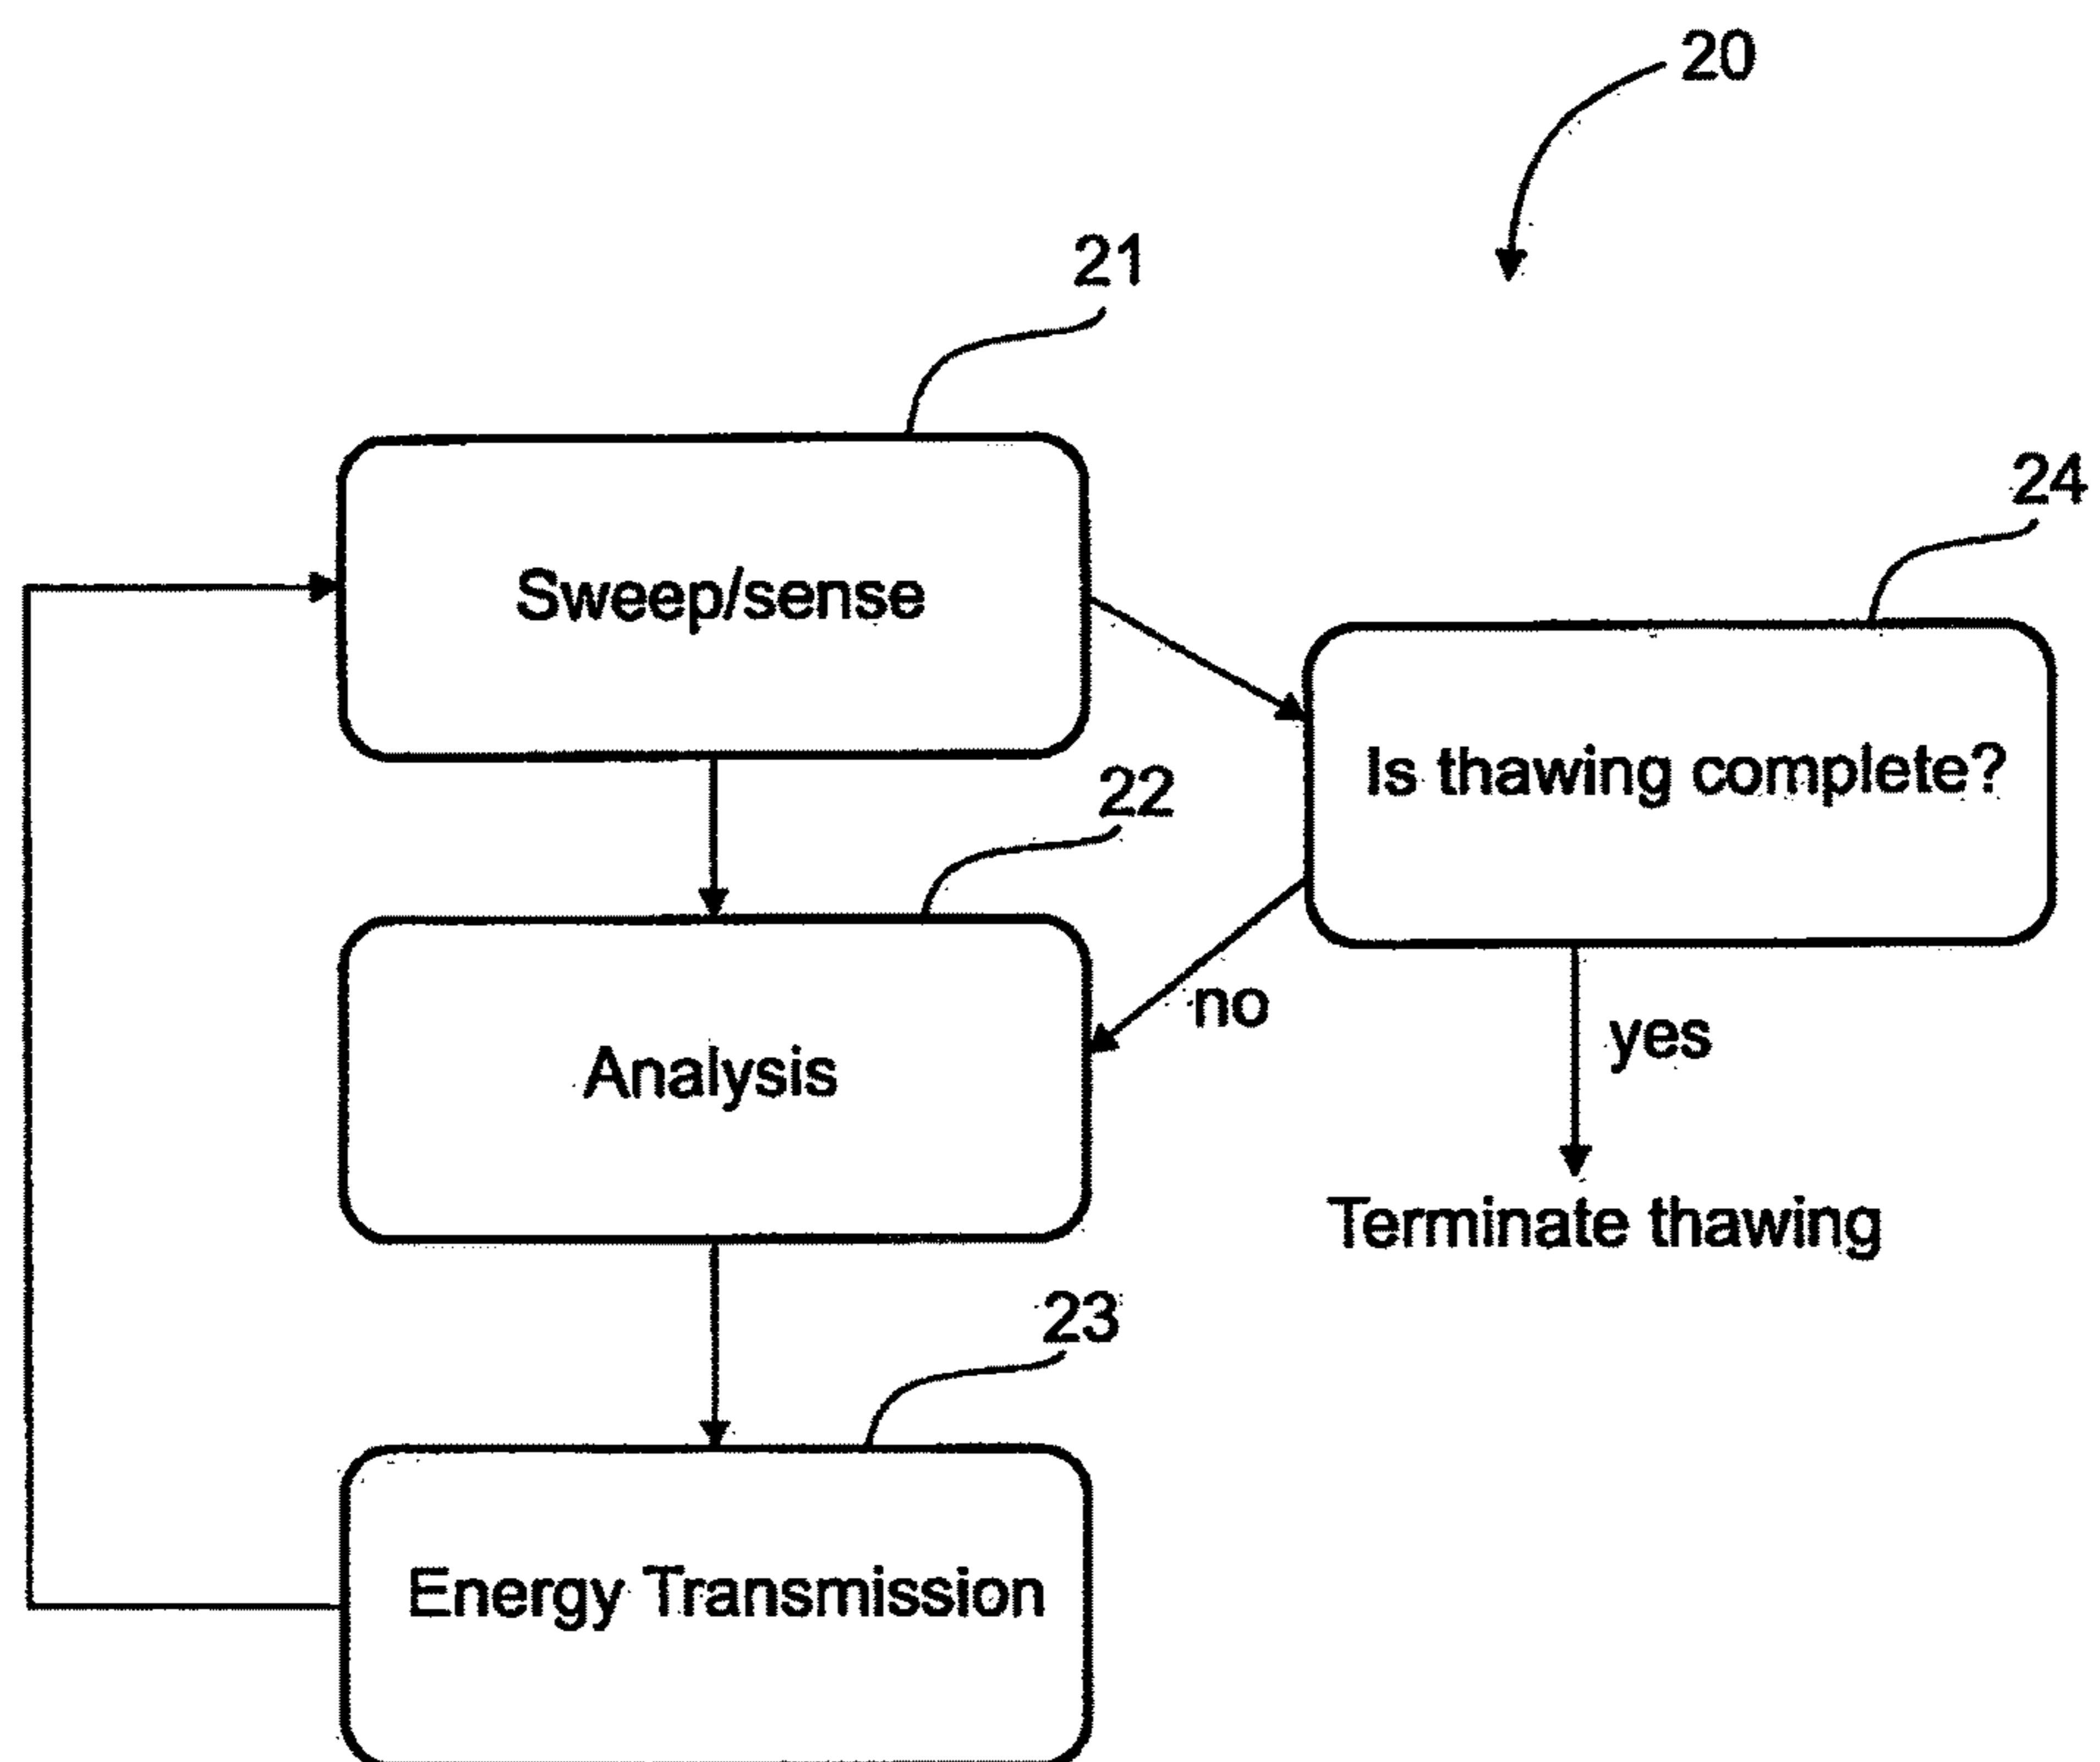 20
21
Sweep/sense
24
Is thawing complete?
22
no
yes
Analysis
Terminate thawing
23
Energy Transmission